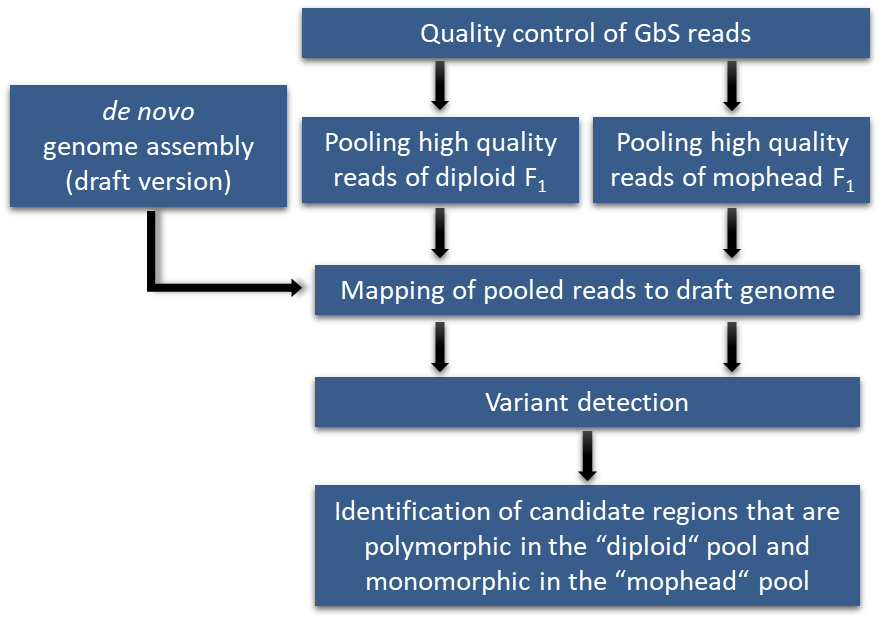 Quality control of GbS reads
de novo
genome assembly
(draft version)
Pooling high quality
reads of diploid F₁
Pooling high quality
reads of mophead F₁
Mapping of pooled reads to draft genome
Variant detection
Identification of candidate regions that are
polymorphic in the “diploid“ pool and
monomorphic in the “mophead“ pool